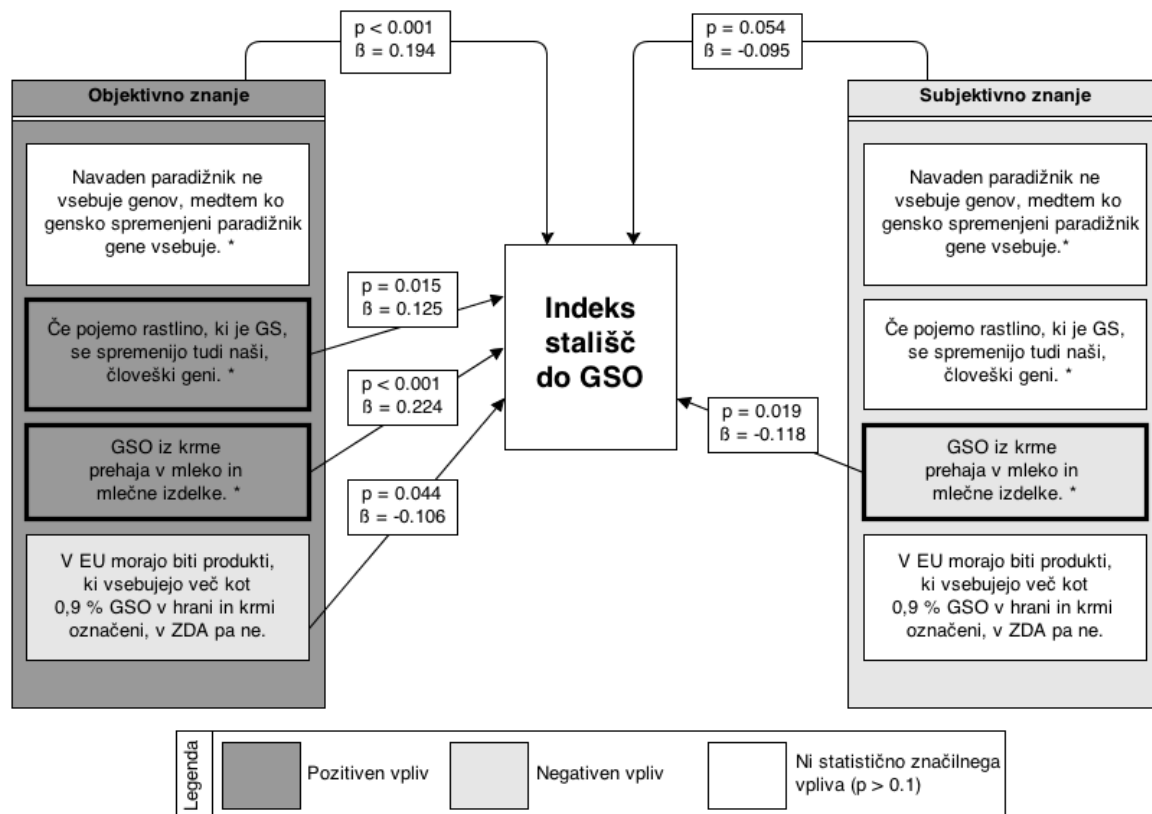 p < 0.001
ß = 0.194
p = 0.054
ß = -0.095
Objektivno znanje
Subjektivno znanje
Navaden paradižnik ne
vsebuje genov, medtem ko
gensko spremenjeni paradižnik
gene vsebuje. *
Če pojemo rastlino, ki je GS,
se spremenijo tudi naši,
človeški geni. *
GSO iz krme
prehaja v mleko in
mlečne izdelke. *
V EU morajo biti produkti,
ki vsebujejo več kot
0,9 % GSO v hrani in krmi
označeni, v ZDA pa ne.
p = 0.015
ß = 0.125
p < 0.001
ß = 0.224
p = 0.044
ß = -0.106
Indeks
stališč
do GSO
p = 0.019
ß = -0.118
Navaden paradižnik ne
vsebuje genov, medtem ko
gensko spremenjeni paradižnik
gene vsebuje.*
Če pojemo rastlino, ki je GS,
se spremenijo tudi naši,
človeški geni. *
GSO iz krme
prehaja v mleko in
mlečne izdelke. *
V EU morajo biti produkti,
ki vsebujejo več kot
0,9 % GSO v hrani in krmi
označeni, v ZDA pa ne.
Legenda
Pozitiven vpliv
Negativen vpliv
Ni statistično značilnega
vpliva (p > 0.1)